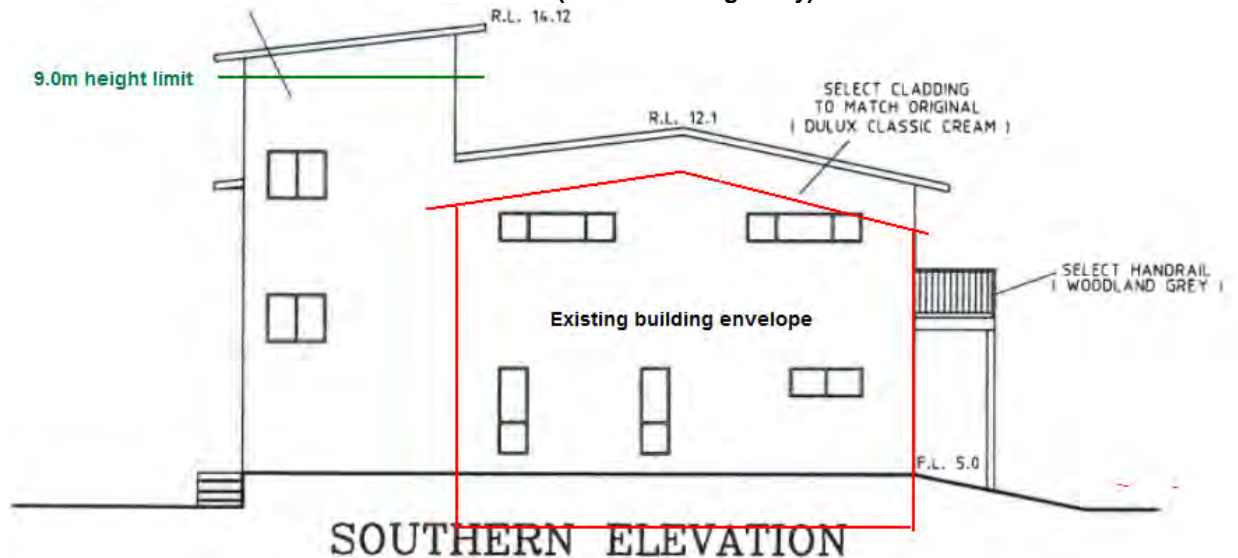 R.L. 14.12
9.0m height limit
SELECT CLADDING
TO MATCH ORIGINAL
( DULUX CLASSIC CREAM )
R.L. 12.1
SELECT HANDRAIL
( WOODLAND GREY )
Existing building envelope
F.L. 5.0
SOUTHERN ELEVATION